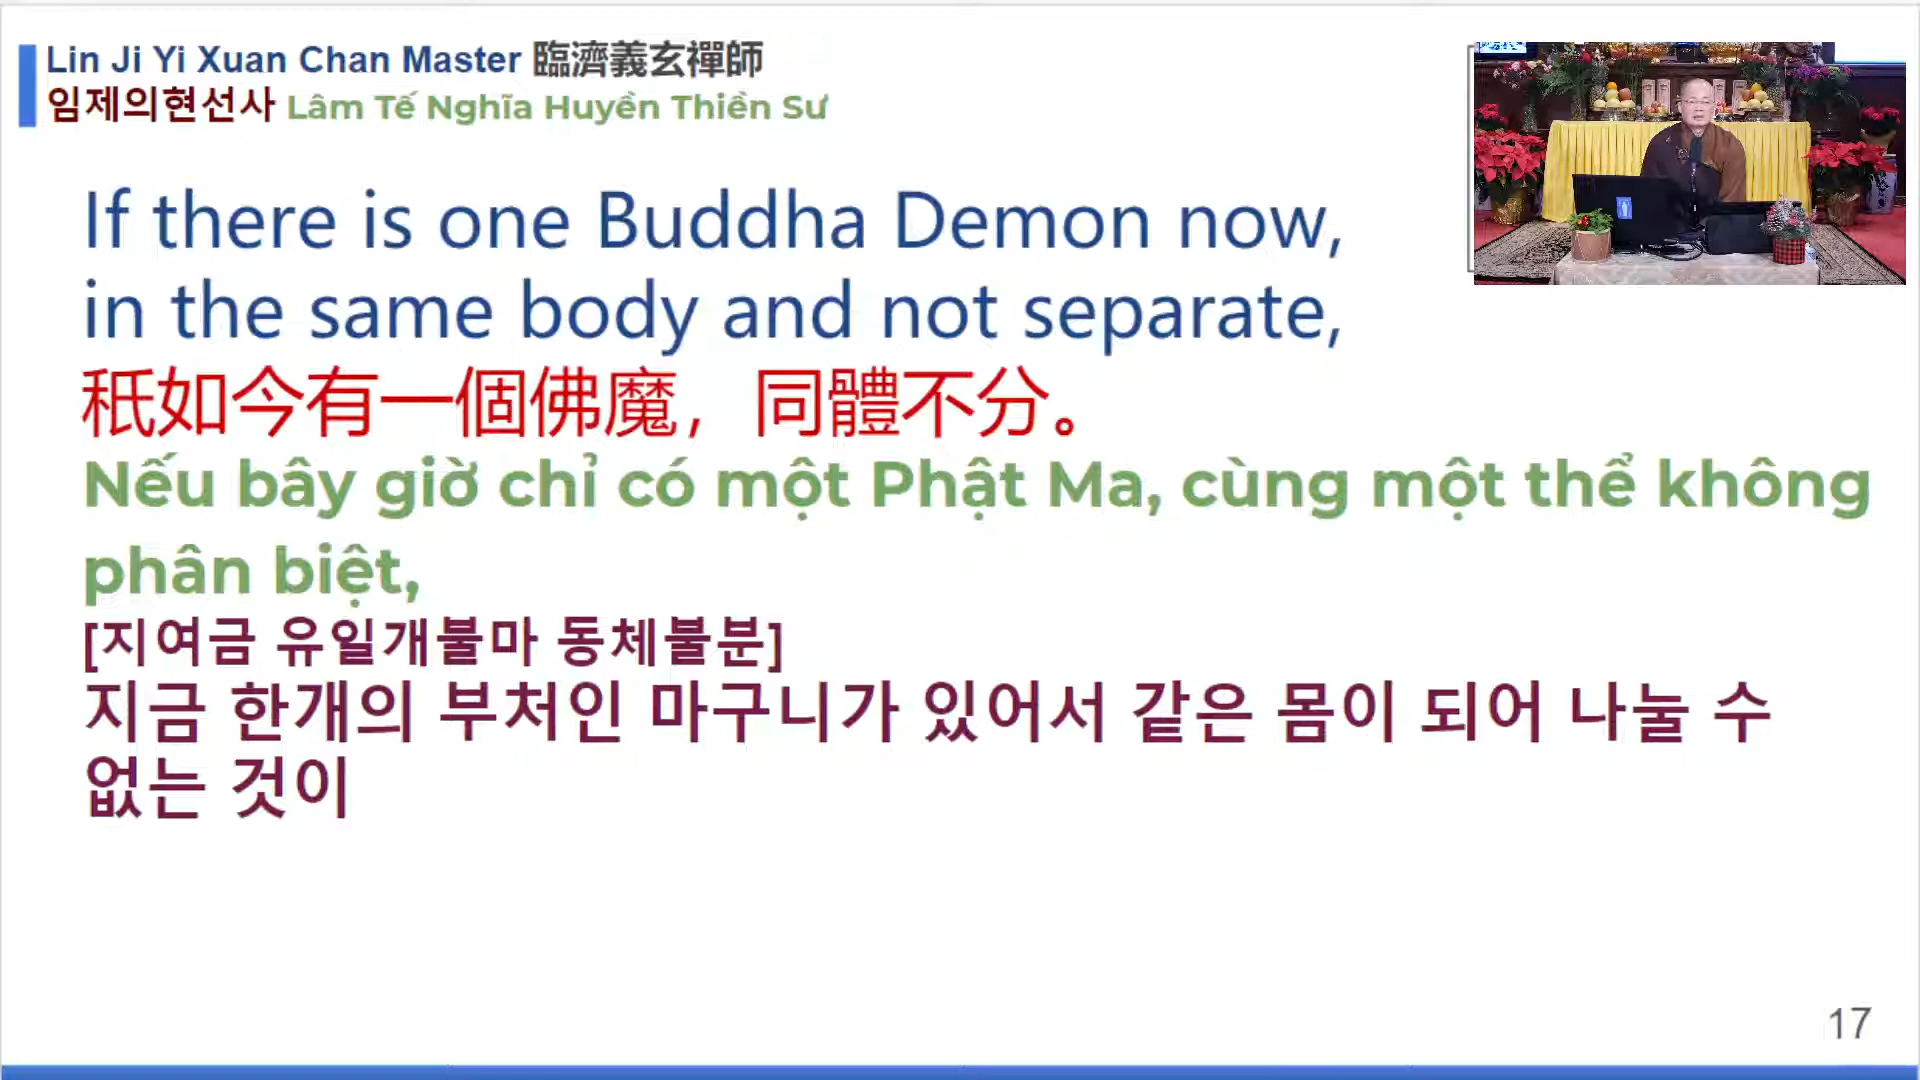 Lin Ji Yi Xuan Chan Master 臨濟義玄禪師
임제의현선사 Lâm Tế Nghĩa Huyền Thiền Sư
If there is one Buddha Demon now,
in the same body and not separate,
秖如今有一個佛魔，同體不分。
Nếu bây giờ chỉ có một Phật Ma, cùng một thể không
phân biệt,
[지여금 유일개불마 동체불분]
지금 한개의 부처인 마구니가 있어서 같은 몸이 되어 나눌 수
없는 것이
17